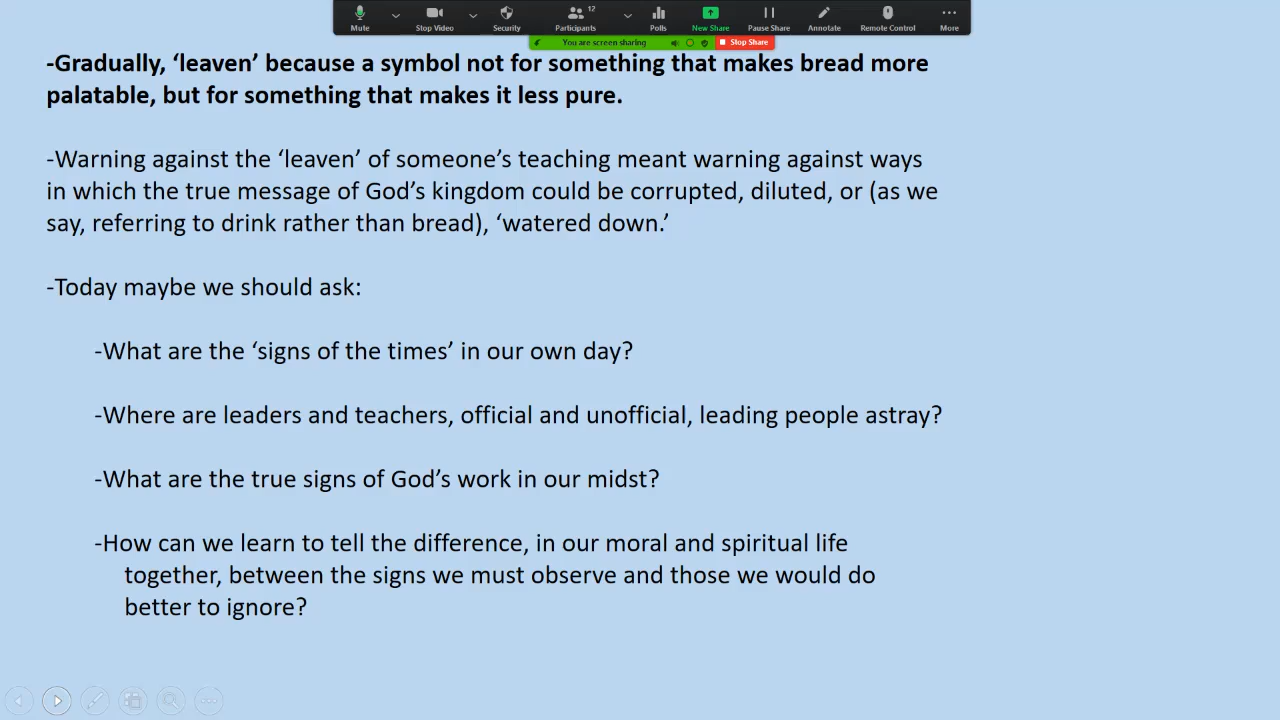 12
Mute Stop Video Security Participants Polls New Share Pause Share Annotate Remote Control More
You are screen sharing Stop Share
-Gradually, ‘leaven’ because a symbol not for something that makes bread more
palatable, but for something that makes it less pure.
-Warning against the ‘leaven’ of someone’s teaching meant warning against ways
in which the true message of God’s kingdom could be corrupted, diluted, or (as we
say, referring to drink rather than bread), ‘watered down.’
-Today maybe we should ask:
-What are the ‘signs of the times’ in our own day?
-Where are leaders and teachers, official and unofficial, leading people astray?
-What are the true signs of God’s work in our midst?
-How can we learn to tell the difference, in our moral and spiritual life
together, between the signs we must observe and those we would do
better to ignore?